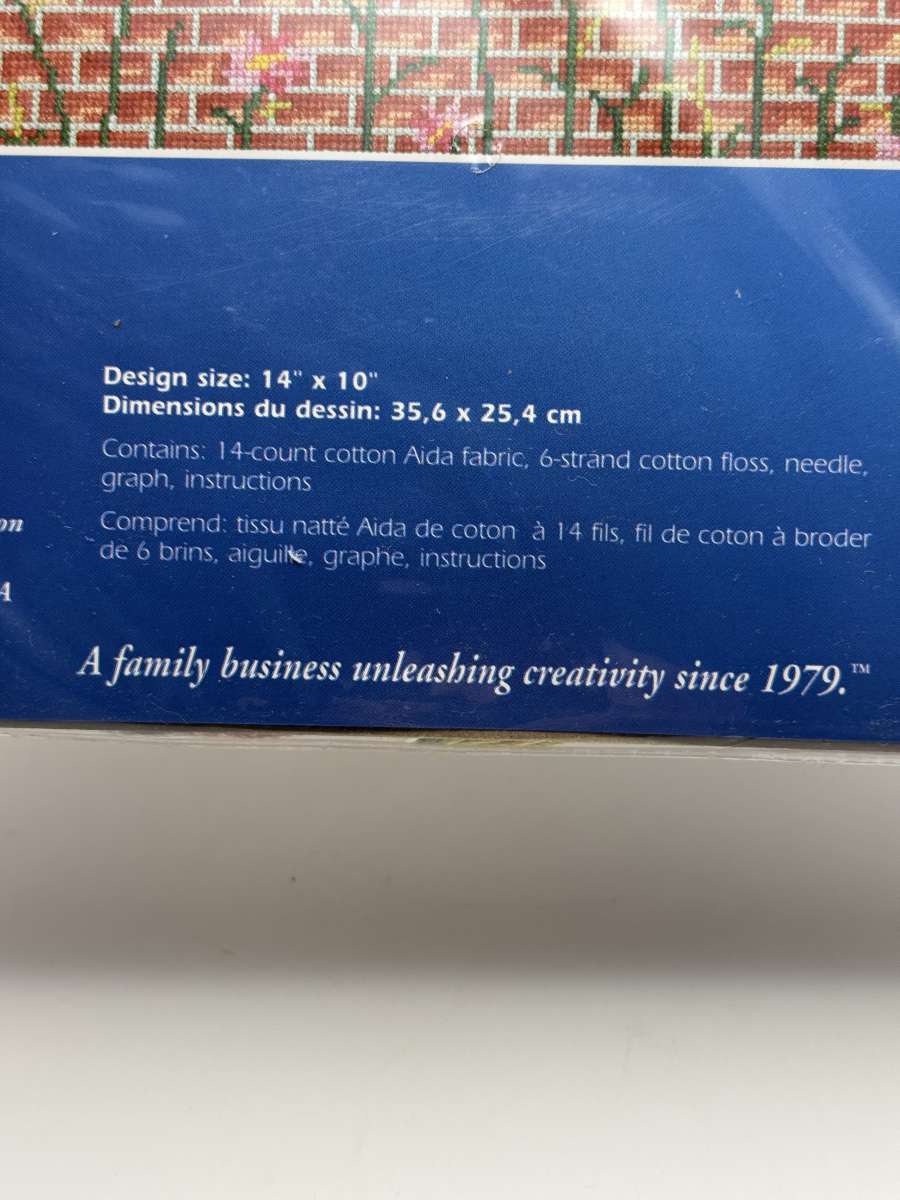 Design size: 14" x 10"
Dimensions du dessin: 35,6 x 25,4 cm
Contains: 14-count cotton Aida fabric, 6-strand cotton floss, needle,
graph, instructions
on
Comprend: tissu natté Aida de coton à 14 fils, fil de coton à broder
de 6 brins, aiguille, graphe, instructions
A
A family business unleashing creativity since 1979.™